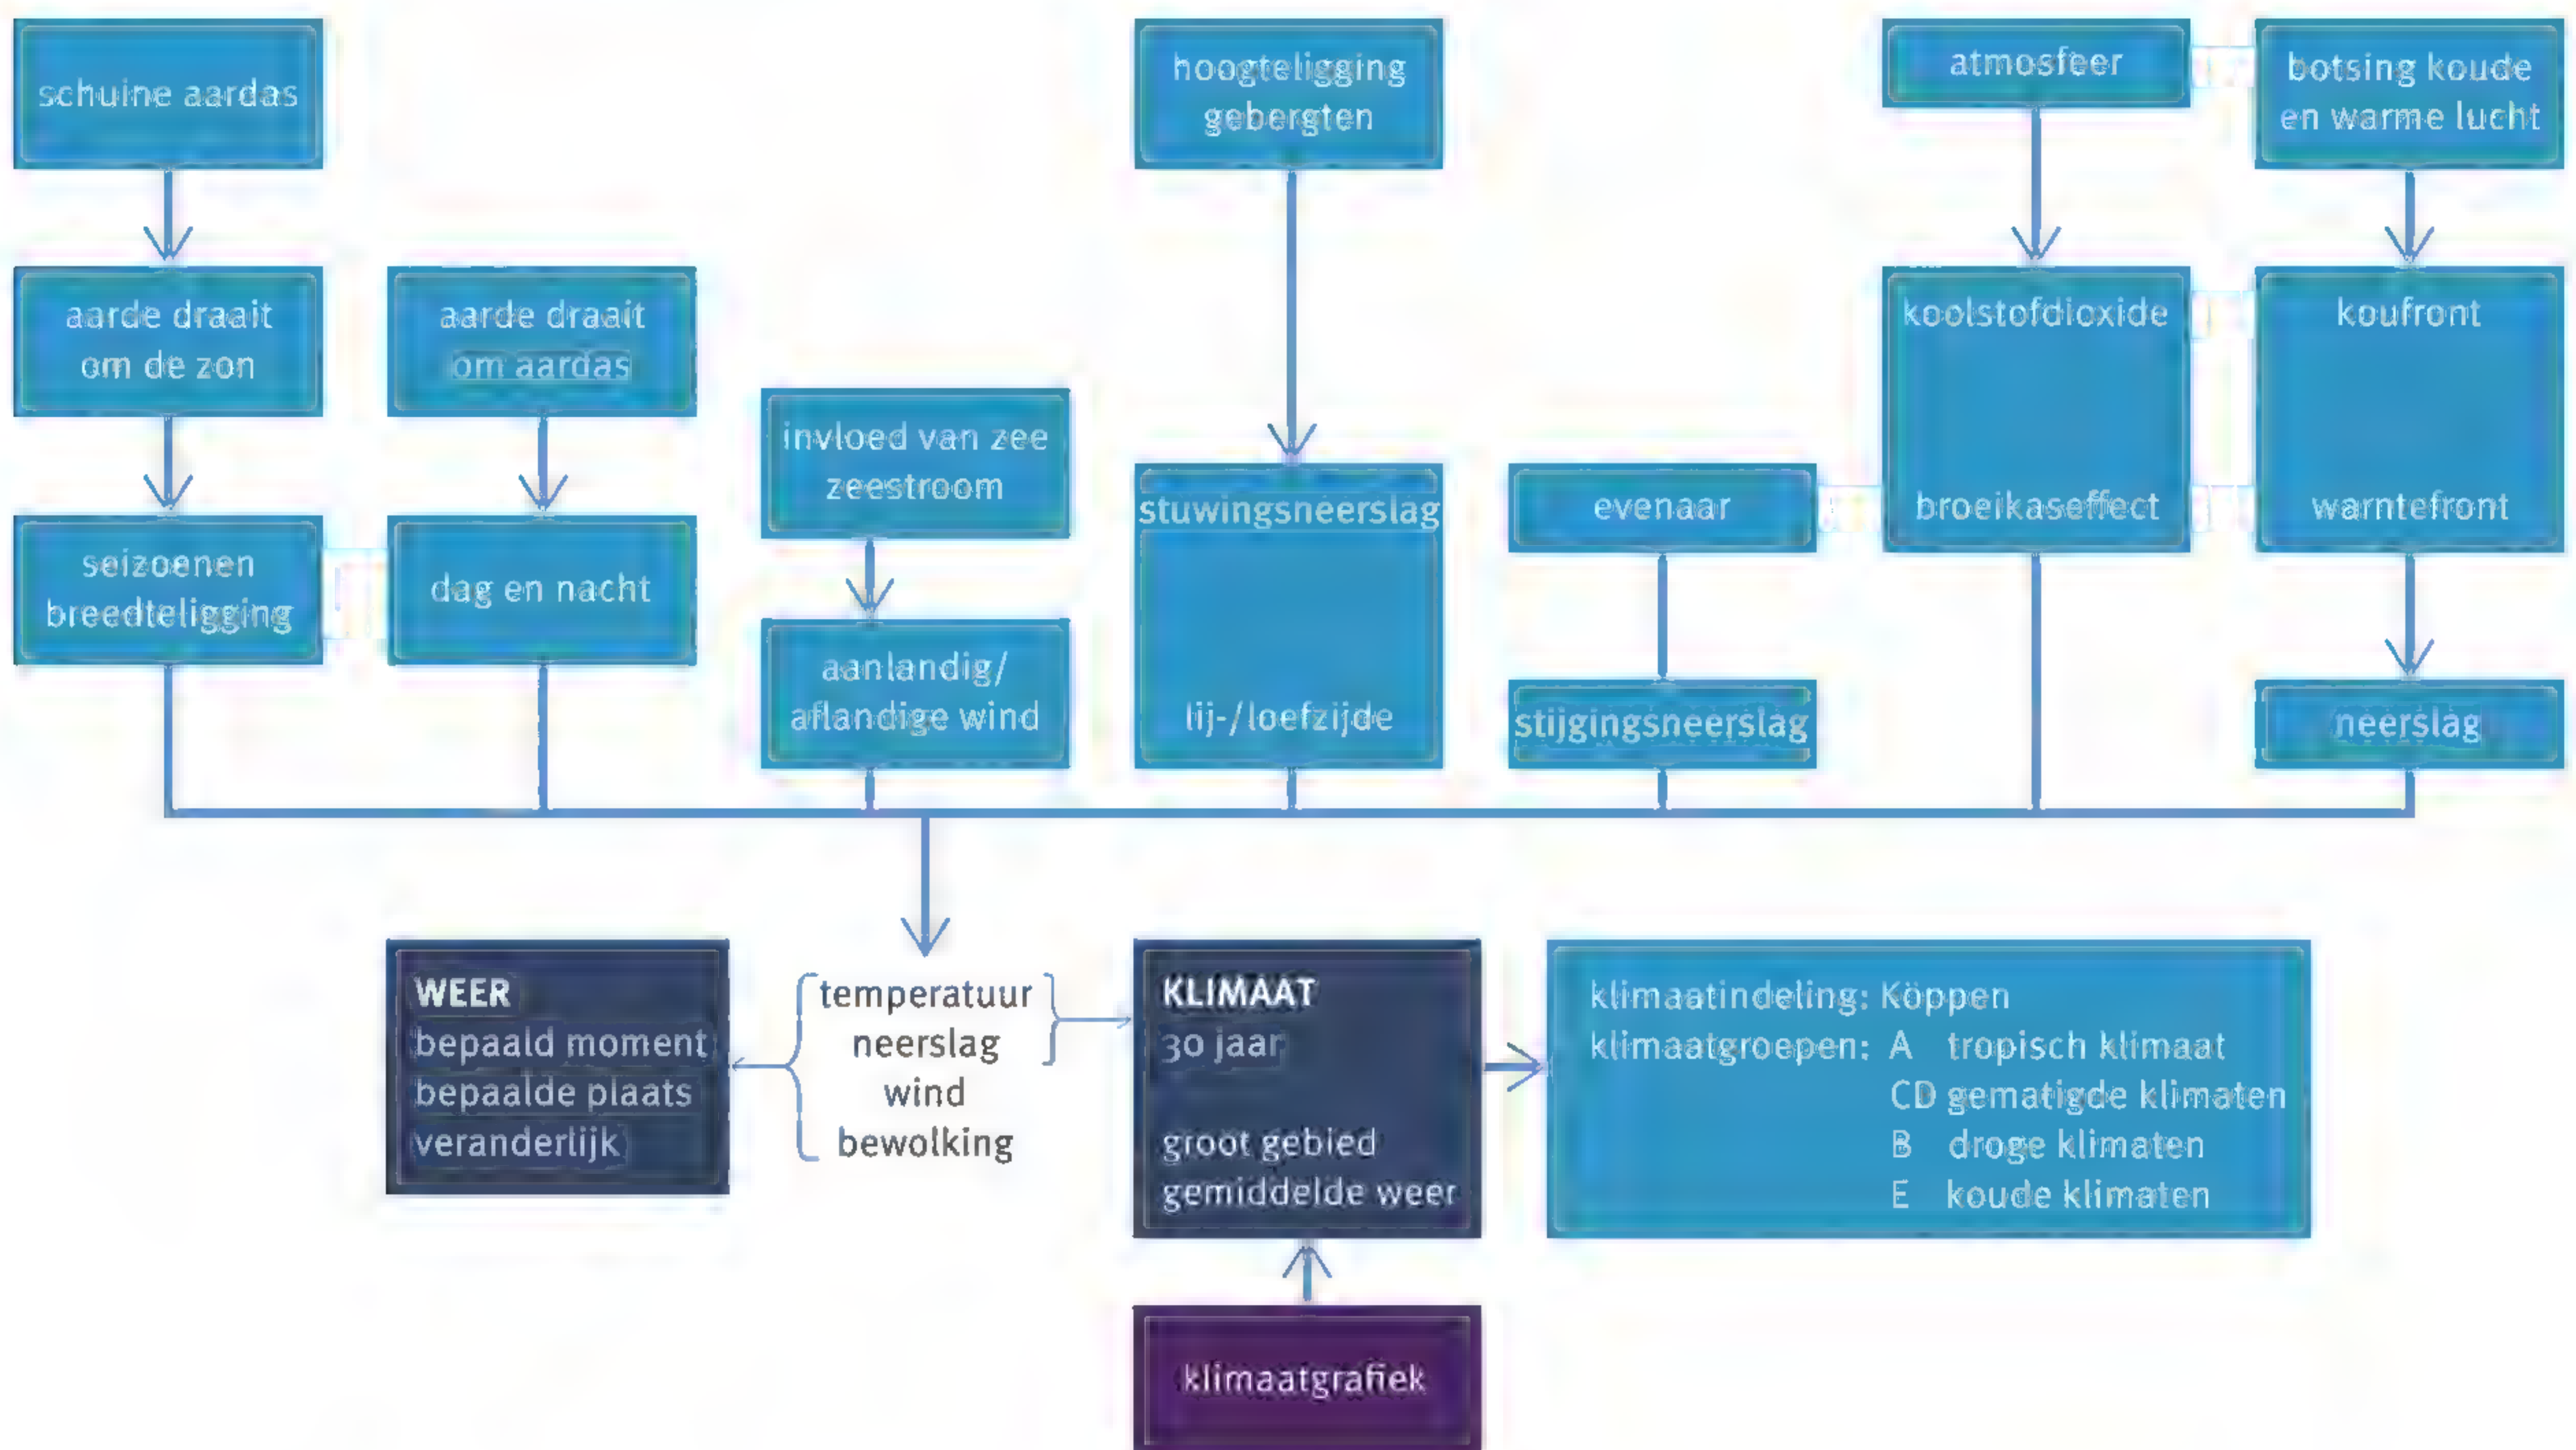 schuine aardas
hoogteligging
gebergten
atmosfeer
botsing koude
en warme lucht
aarde draait
om de zon
aarde draait
om aardas
invloed van zee
zeestroom
koolstofdioxide
broeikaseffect
koufront
warmtefront
seizoenen
breedteligging
dag en nacht
aanlandig/
aflandige wind
stuwingsneerslag
lij-/loefzijde
evenaar
stijgingsneerslag
neerslag
WEER
bepaald moment
bepaalde plaats
veranderlijk
temperatuur
neerslag
wind
bewolking
KLIMAAT
30 jaar
groot gebied
gemiddelde weer
klimaatindeling: Köppen
klimaatgroepen: A tropisch klimaat
CD gematigde klimaten
B droge klimaten
E koude klimaten
klimaatgrafiek